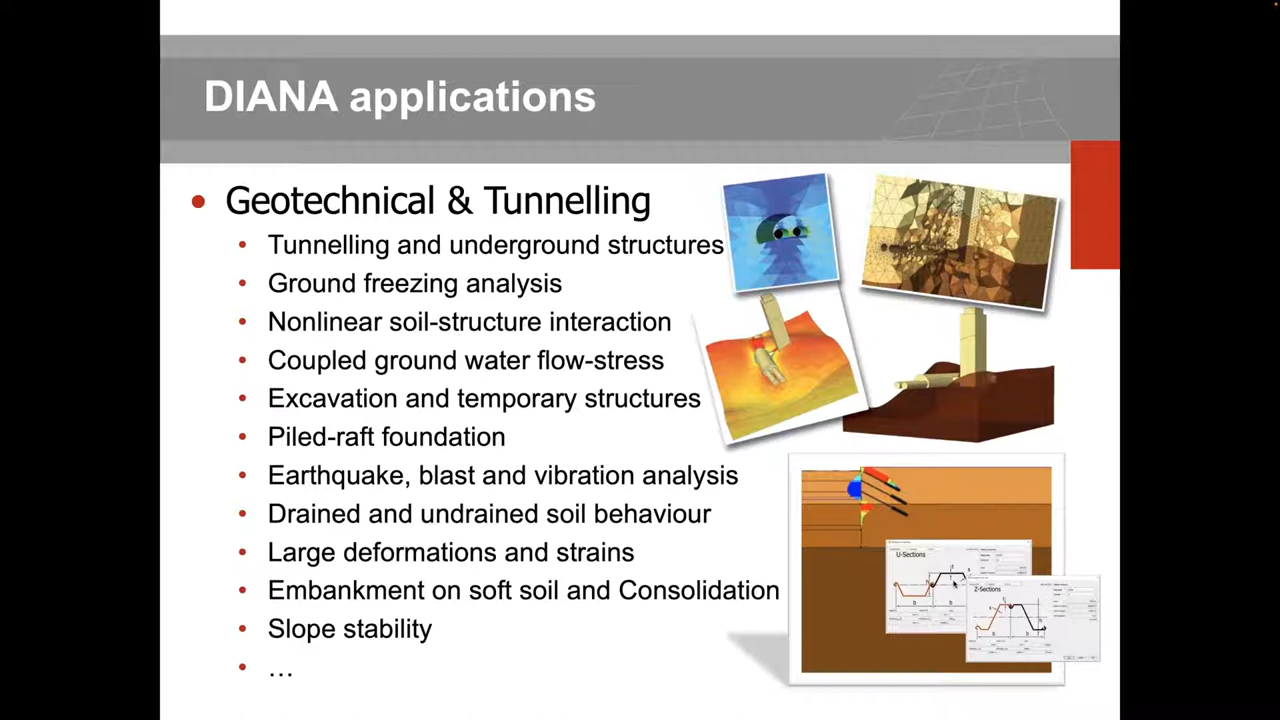 DIANA applications
• Geotechnical & Tunnelling
• Tunnelling and underground structures
• Ground freezing analysis
• Nonlinear soil-structure interaction
• Coupled ground water flow-stress
• Excavation and temporary structures
• Piled-raft foundation
• Earthquake, blast and vibration analysis
• Drained and undrained soil behaviour
• Large deformations and strains
• Embankment on soft soil and Consolidation
• Slope stability
• …
U-Sections
Z-Sections